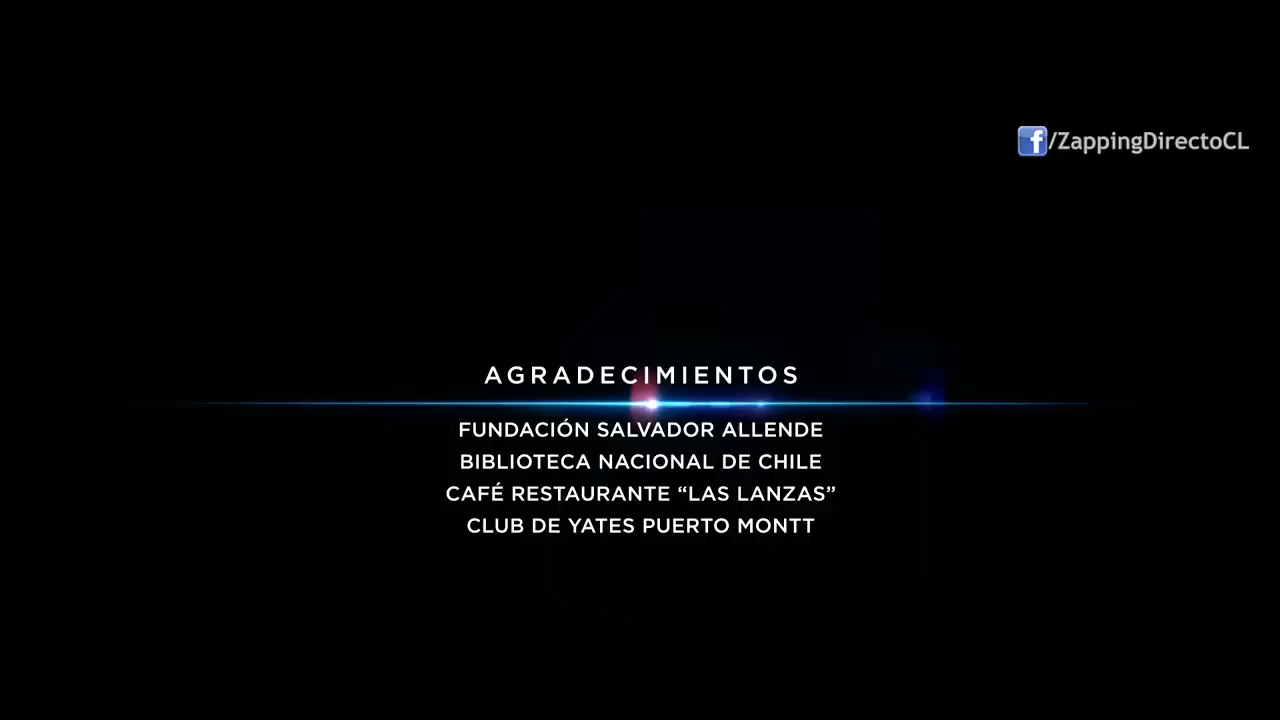 /ZappingDirectoCL
AGRADECIMIENTOS
FUNDACIÓN SALVADOR ALLENDE
BIBLIOTECA NACIONAL DE CHILE
CAFÉ RESTAURANTE “LAS LANZAS”
CLUB DE YATES PUERTO MONTT